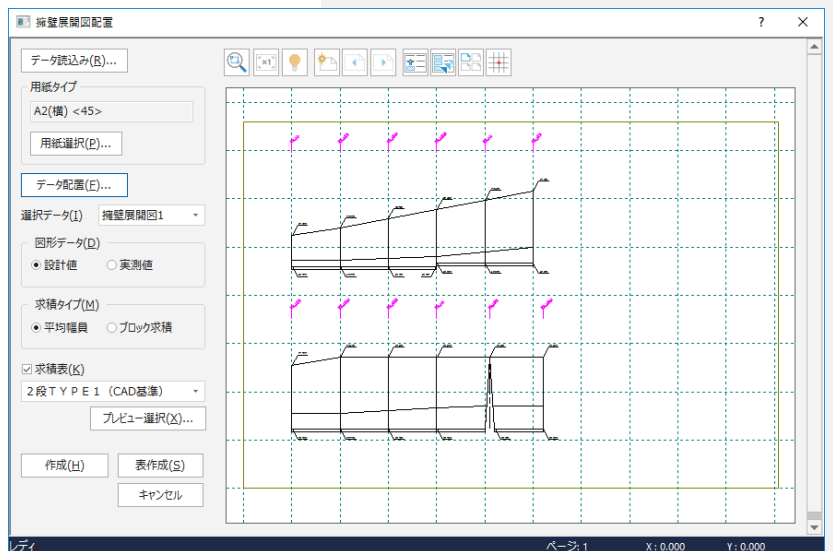 擁壁展開図配置
データ読込み(R)...
用紙タイプ
A2(横) <45>
用紙選択(P)...
データ配置(F)...
選択データ(I) 擁壁展開図1
図形データ(D)
設計値 実測値
求積タイプ(M)
平均幅員 ブロック求積
求積表(K)
2段TYPE1 (CAD基準)
プレビュー選択(X)...
作成(H) 表作成(S)
キャンセル
レディ ページ: 1 X : 0.000 Y : 0.000